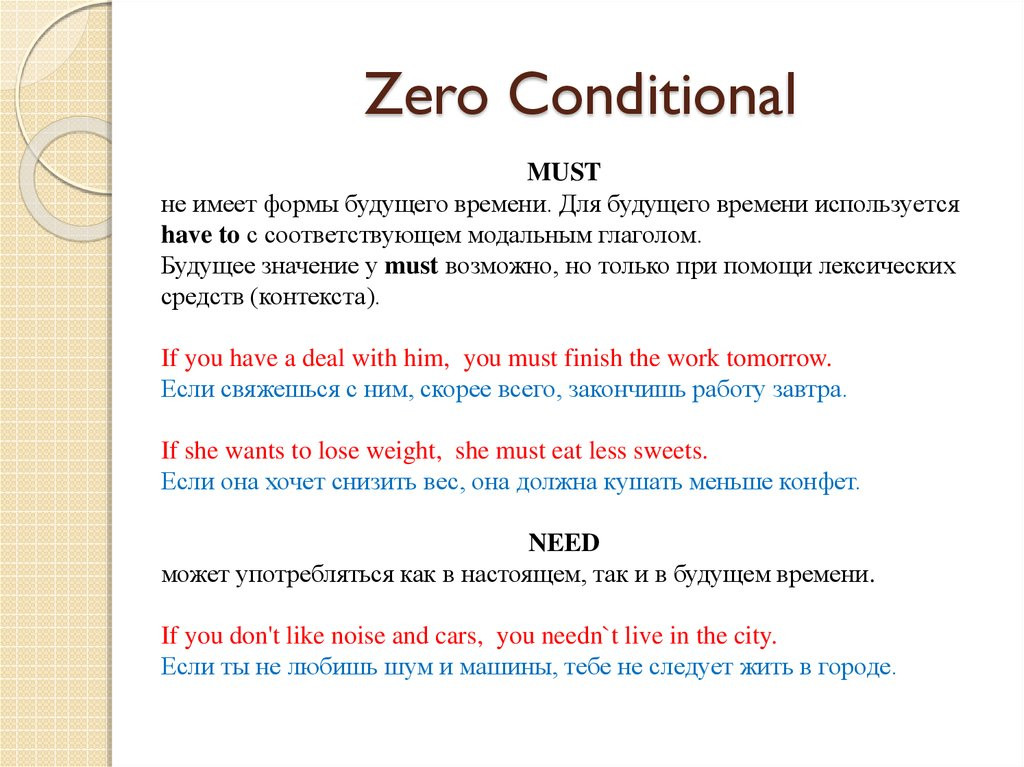 Zero Conditional
MUST
не имеет формы будущего времени. Для будущего времени используется
have to с соответствующем модальным глаголом.
Будущее значение у must возможно, но только при помощи лексических
средств (контекста).
If you have a deal with him,  you must finish the work tomorrow.
Если свяжешься с ним, скорее всего, закончишь работу завтра.
If she wants to lose weight,  she must eat less sweets.
Если она хочет снизить вес, она должна кушать меньше конфет.
NEED
может употребляться как в настоящем, так и в будущем времени.
If you don't like noise and cars,  you needn`t live in the city.
Если ты не любишь шум и машины, тебе не следует жить в городе.